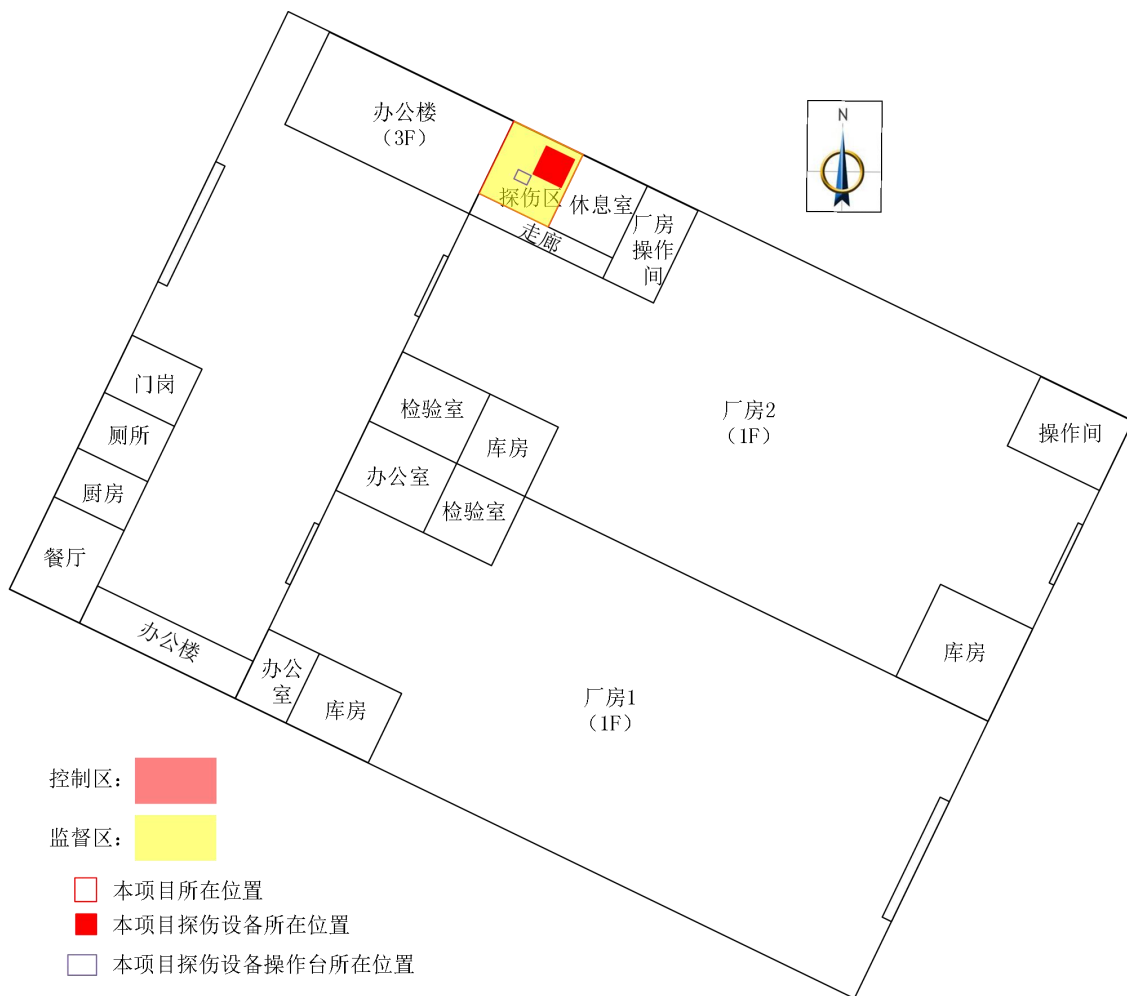 办公楼
（3F）
N
探伤区
休息室
走廊
厂房
操作
间
门岗
厕所
厨房
餐厅
办公楼
检验室
库房
办公室
检验室
厂房2
（1F）
操作间
库房
办公
室
库房
厂房1
（1F）
控制区：
监督区：
本项目所在位置
本项目探伤设备所在位置
本项目探伤设备操作台所在位置